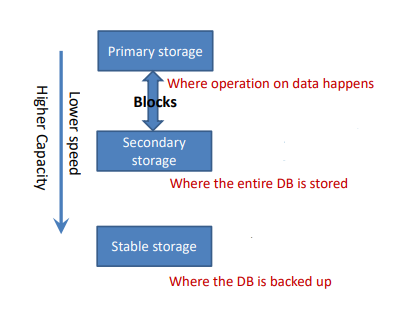 Primary storage
Where operation on data happens
Blocks
Secondary
storage
Where the entire DB is stored
Stable storage
Where the DB is backed up
Lower speed
Higher Capacity